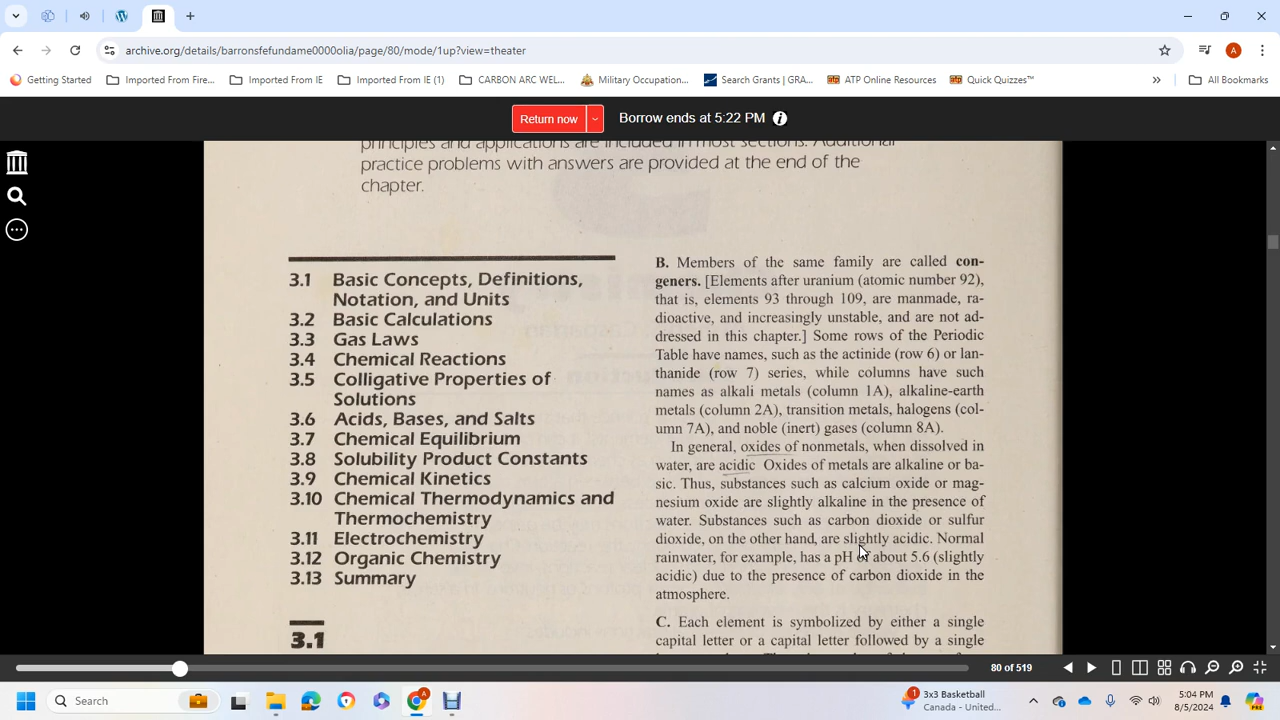 archive.org/details/barronsfefundame0000olia/page/80/mode/1up?view=theater
A
Getting Started
Imported From Fire...
Imported From IE
Imported From IE (1)
CARBON ARC WEL...
Military Occupation...
Search Grants | GRA...
ATP Online Resources
Quick Quizzes™
»
All Bookmarks
Return now
Borrow ends at 5:22 PM
principles and applications are included in most sections. Additional
practice problems with answers are provided at the end of the
chapter.
3.1 Basic Concepts, Definitions,
Notation, and Units
3.2 Basic Calculations
3.3 Gas Laws
3.4 Chemical Reactions
3.5 Colligative Properties of
Solutions
3.6 Acids, Bases, and Salts
3.7 Chemical Equilibrium
3.8 Solubility Product Constants
3.9 Chemical Kinetics
3.10 Chemical Thermodynamics and
Thermochemistry
3.11 Electrochemistry
3.12 Organic Chemistry
3.13 Summary
3.1
B. Members of the same family are called con-
geners. [Elements after uranium (atomic number 92),
that is, elements 93 through 109, are manmade, ra-
dioactive, and increasingly unstable, and are not ad-
dressed in this chapter.] Some rows of the Periodic
Table have names, such as the actinide (row 6) or lan-
thanide (row 7) series, while columns have such
names as alkali metals (column 1A), alkaline-earth
metals (column 2A), transition metals, halogens (col-
umn 7A), and noble (inert) gases (column 8A).
In general, oxides of nonmetals, when dissolved in
water, are acidic Oxides of metals are alkaline or ba-
sic. Thus, substances such as calcium oxide or mag-
nesium oxide are slightly alkaline in the presence of
water. Substances such as carbon dioxide or sulfur
dioxide, on the other hand, are slightly acidic. Normal
rainwater, for example, has a pH of about 5.6 (slightly
acidic) due to the presence of carbon dioxide in the
atmosphere.
C. Each element is symbolized by either a single
capital letter or a capital letter followed by a single
80 of 519
Search
1
3x3 Basketball
Canada - United...
5:04 PM
8/5/2024
PRE